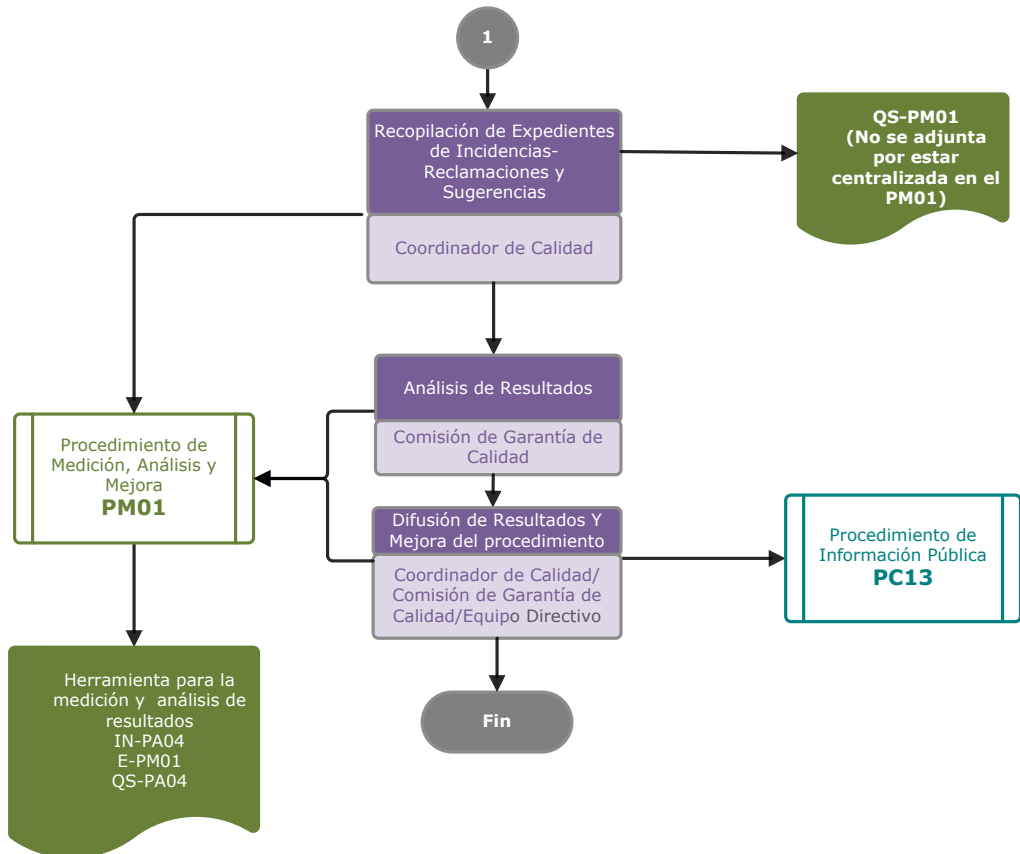 1
Recopilación de Expedientes
de Incidencias-
Reclamaciones y
Sugerencias
Coordinador de Calidad
QS-PM01
(No se adjunta
por estar
centralizada en el
PM01)
Análisis de Resultados
Comisión de Garantía de
Calidad
Procedimiento de
Medición, Análisis y
Mejora
PM01
Difusión de Resultados Y
Mejora del procedimiento
Coordinador de Calidad/
Comisión de Garantía de
Calidad/Equipo Directivo
Procedimiento de
Información Pública
PC13
Herramienta para la
medición y análisis de
resultados
IN-PA04
E-PM01
QS-PA04
Fin